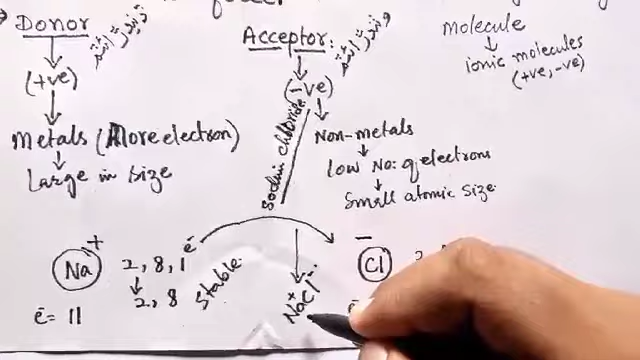 Donor
(+ve)
Metals (More electron)
Large in size
Acceptor:
(-ve)
Non-metals
Low No: of electrons
Small atomic size
Sodium chloride
molecule
ionic molecules
(+ve, -ve)
Na +
2, 8, 1
2, 8
Stable
e⁻
e⁻ = 11
Na⁺Cl⁻
Cl −